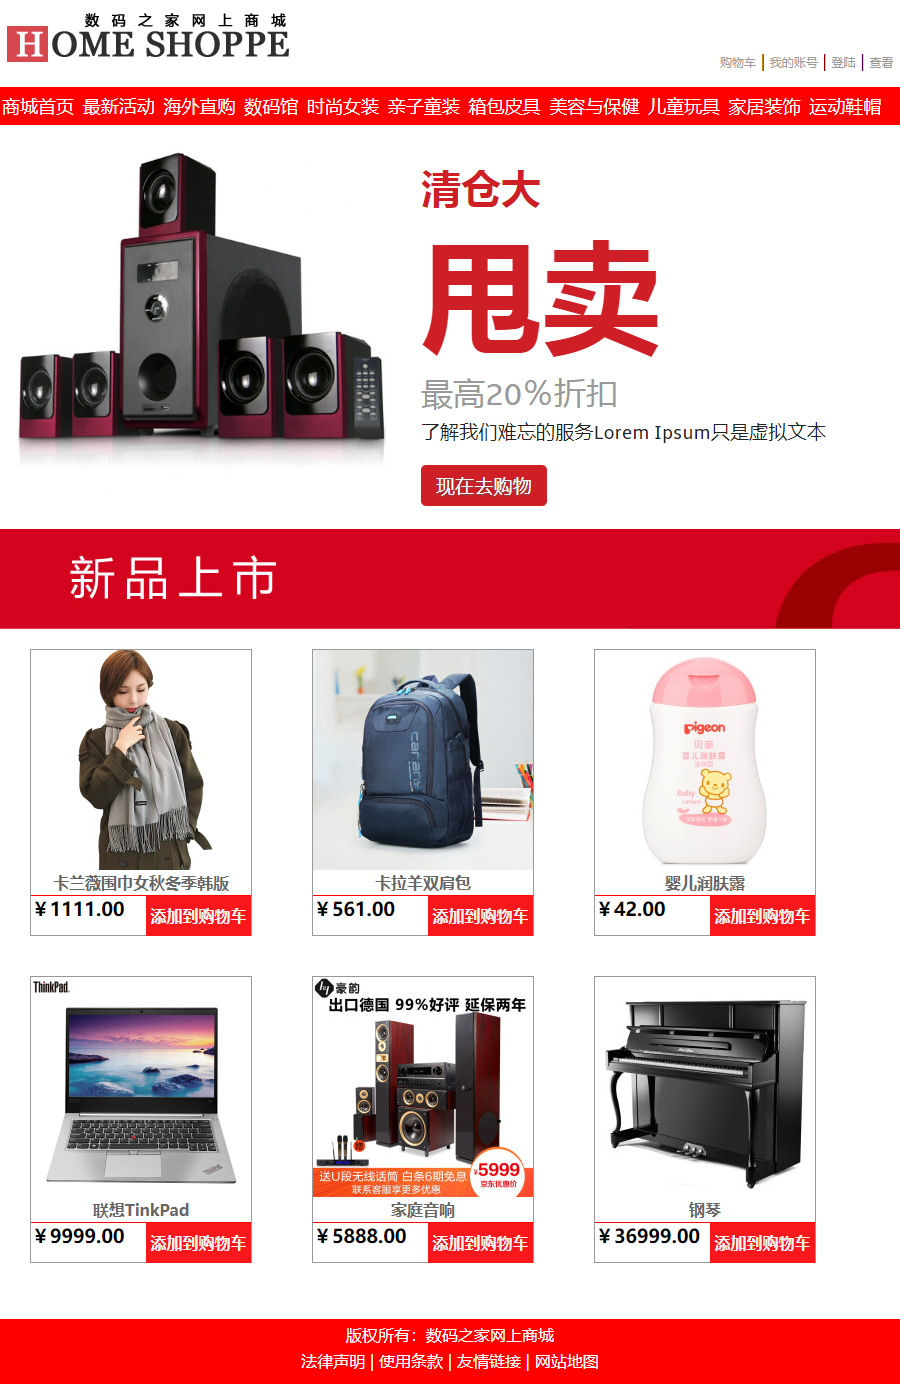 数码之家网上商城
HOME SHOPPE
购物车 | 我的账号 | 登陆 | 查看
商城首页 最新活动 海外直购 数码馆 时尚女装 亲子童装 箱包皮具 美容与保健 儿童玩具 家居装饰 运动鞋帽
清仓大
甩卖
最高20%折扣
了解我们难忘的服务Lorem Ipsum只是虚拟文本
现在去购物
新品上市
carany
pigeon
贝亲
婴儿润肤露
Baby
Lotion
卡兰薇围巾女秋冬季韩版
卡拉羊双肩包
婴儿润肤露
￥1111.00 添加到购物车
￥561.00 添加到购物车
￥42.00 添加到购物车
ThinkPad
豪韵
出口德国 99%好评 延保两年
送U段无线话筒 白条6期免息
联系客服享更多优惠
¥5999
京东优惠价
联想TinkPad
家庭音响
钢琴
￥9999.00 添加到购物车
￥5888.00 添加到购物车
￥36999.00 添加到购物车
版权所有：数码之家网上商城
法律声明 | 使用条款 | 友情链接 | 网站地图